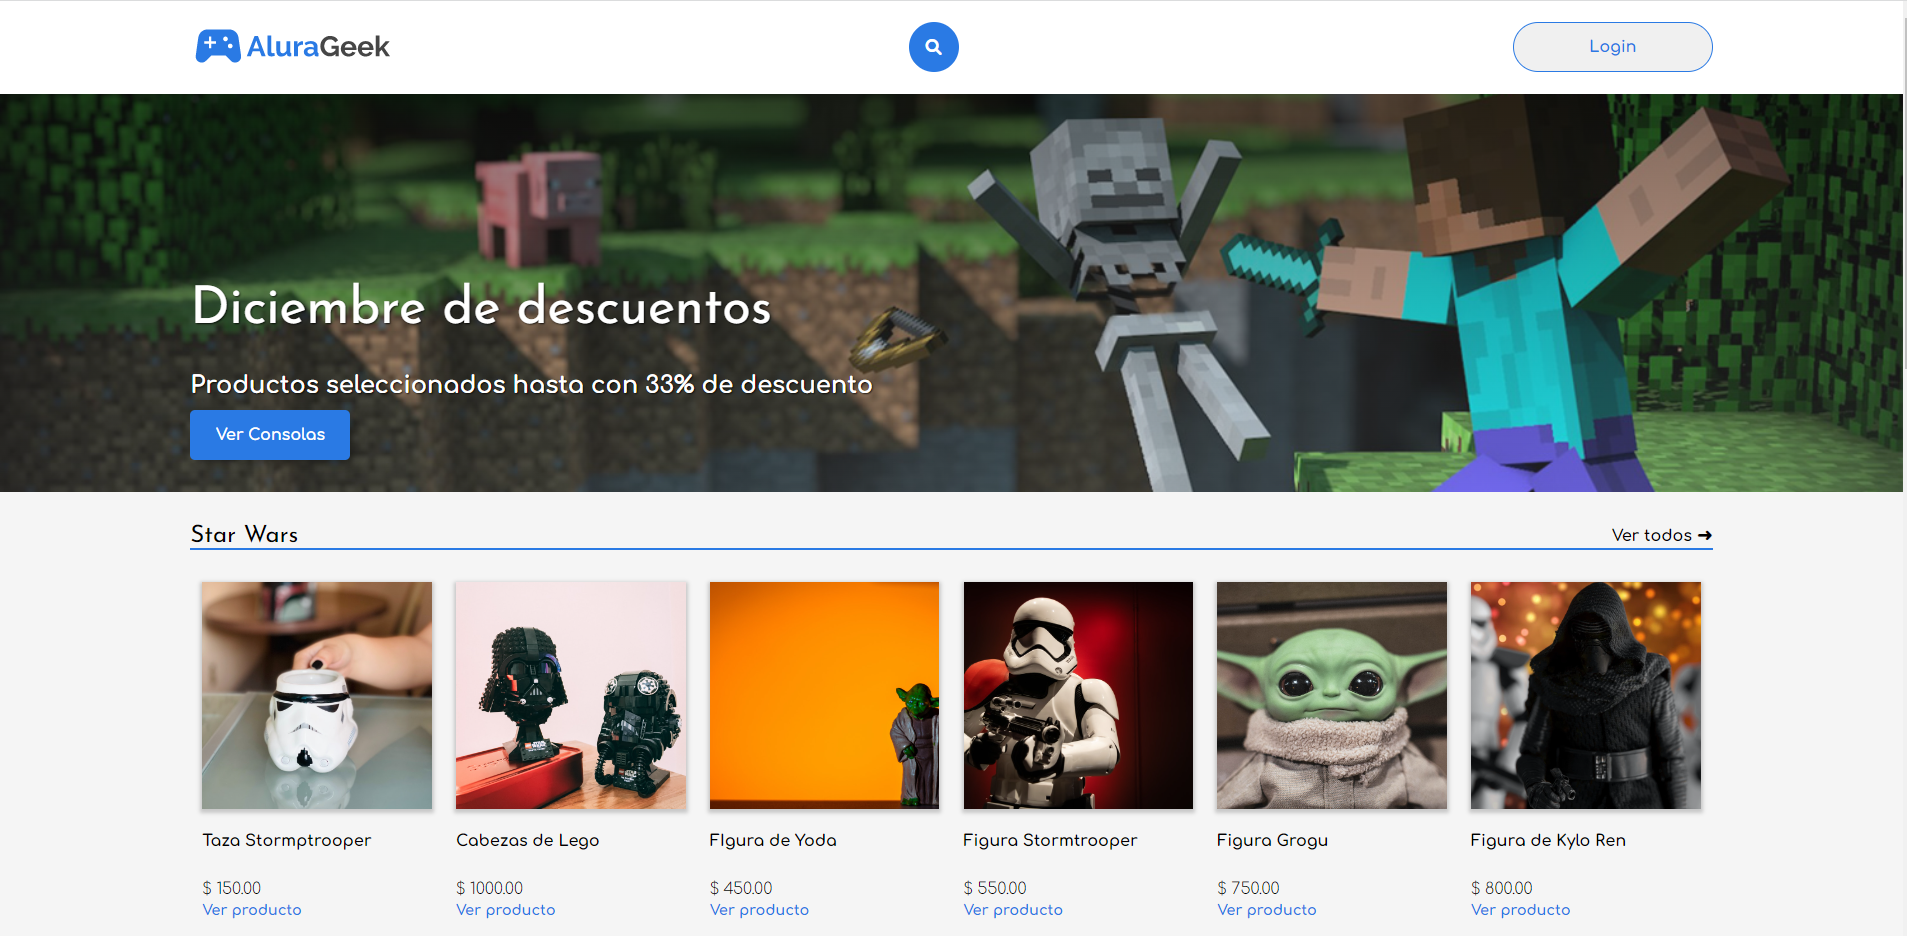 AluraGeek
Login
Diciembre de descuentos
Productos seleccionados hasta con 33% de descuento
Ver Consolas
Star Wars
Ver todos ➜
Taza Stormptrooper
Cabezas de Lego
FIgura de Yoda
Figura Stormtrooper
Figura Grogu
Figura de Kylo Ren
$ 150.00
$ 1000.00
$ 450.00
$ 550.00
$ 750.00
$ 800.00
Ver producto
Ver producto
Ver producto
Ver producto
Ver producto
Ver producto